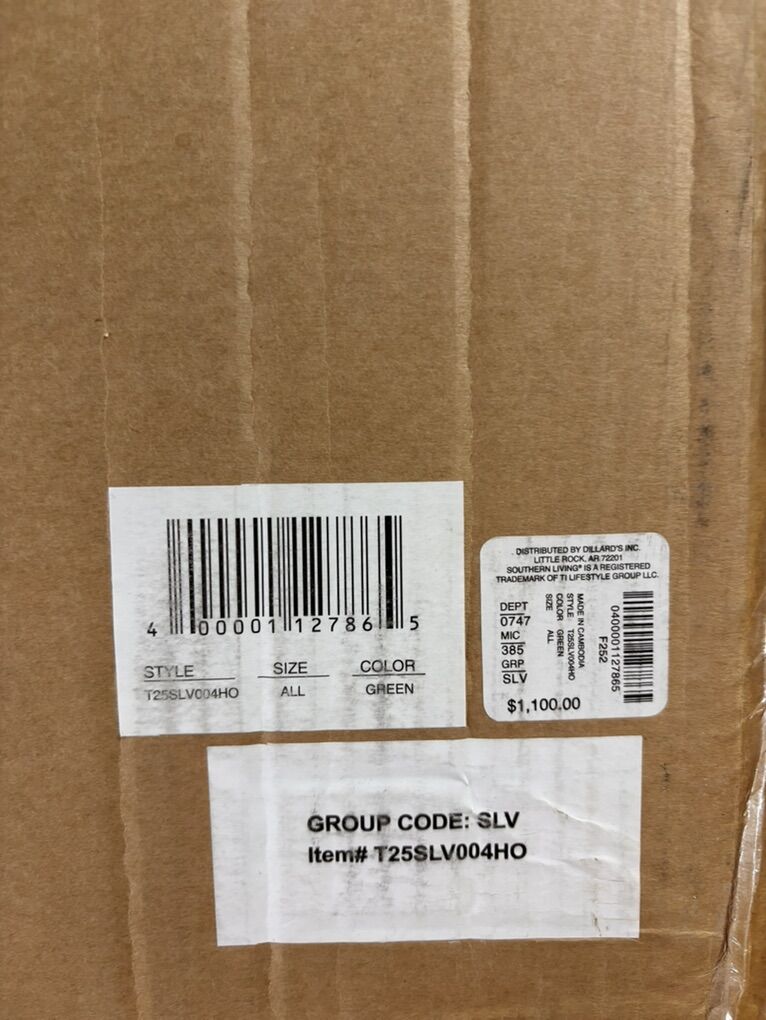 4 00001 12786 5
STYLE SIZE COLOR
T25SLV004HO ALL GREEN
DISTRIBUTED BY DILLARD'S INC.
LITTLE ROCK, AR 72201
SOUTHERN LIVING® IS A REGISTERED
TRADEMARK OF TI LIFESTYLE GROUP LLC.
DEPT
0747
MIC
385
GRP
SLV
MADE IN CAMBODIA
STYLE T25SLV004HO
COLOR GREEN
SIZE ALL
0400001127865
F252
$1,100.00
GROUP CODE: SLV
Item# T25SLV004HO